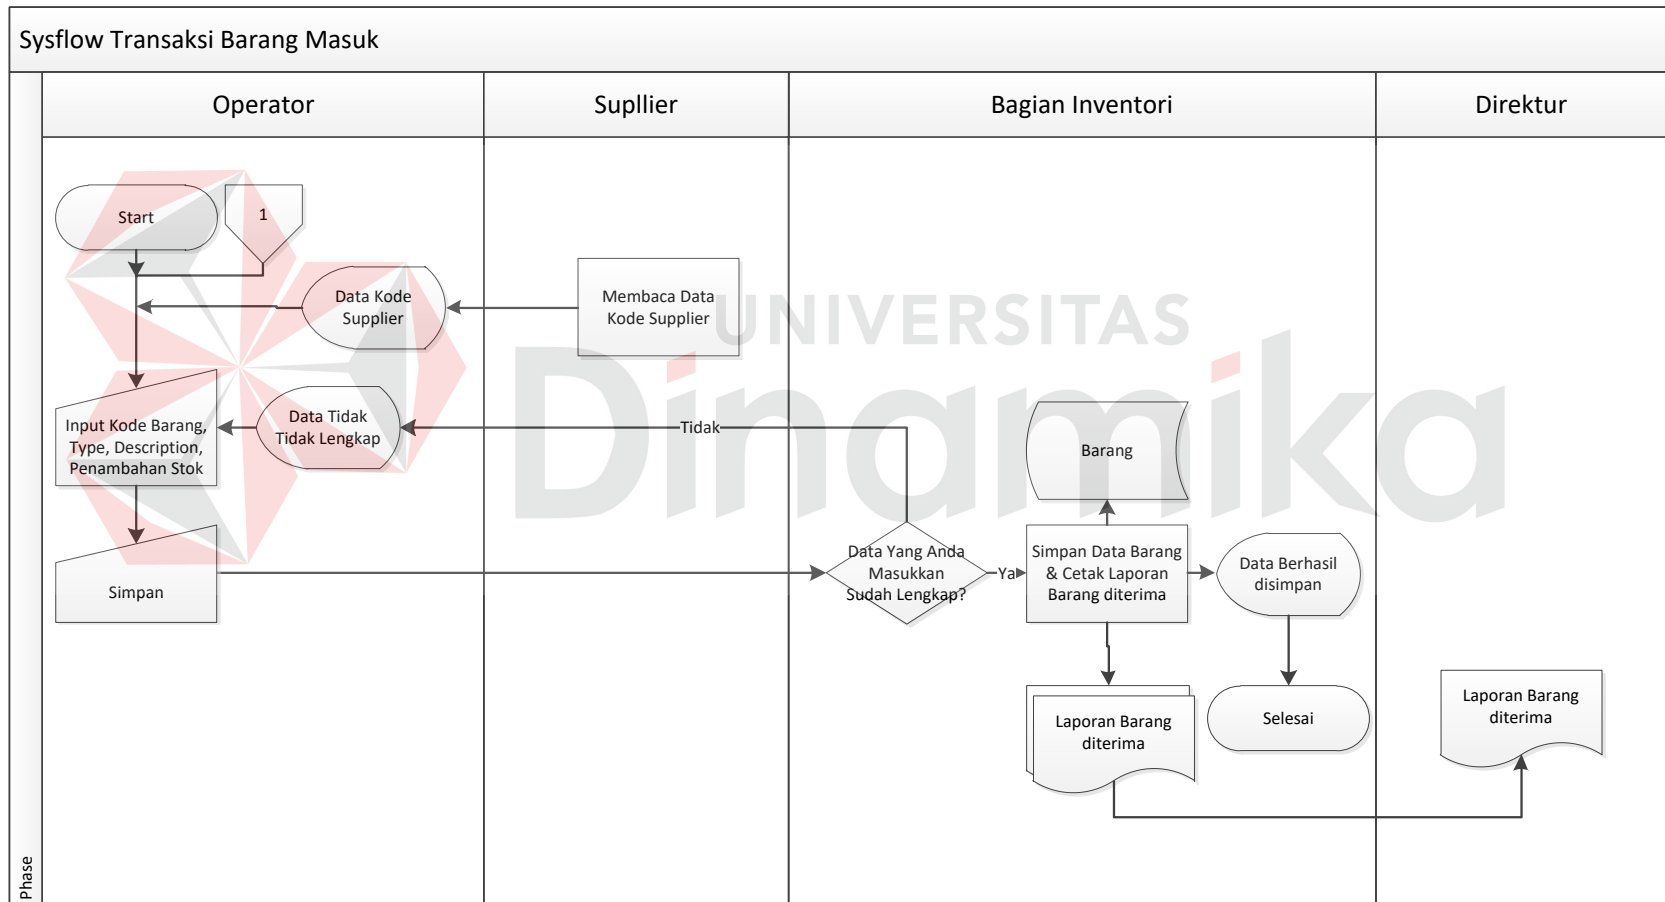 Sysflow Transaksi Barang Masuk
Phase
Operator
Supllier
Bagian Inventori
Direktur
Start
1
Data Kode
Supplier
Membaca Data
Kode Supplier
UNIVERSITAS
Dinamika
Input Kode Barang,
Type, Description,
Penambahan Stok
Data Tidak
Tidak Lengkap
Tidak
Barang
Simpan
Data Yang Anda
Masukkan
Sudah Lengkap?
Ya
Simpan Data Barang
& Cetak Laporan
Barang diterima
Data Berhasil
disimpan
Laporan Barang
diterima
Selesai
Laporan Barang
diterima